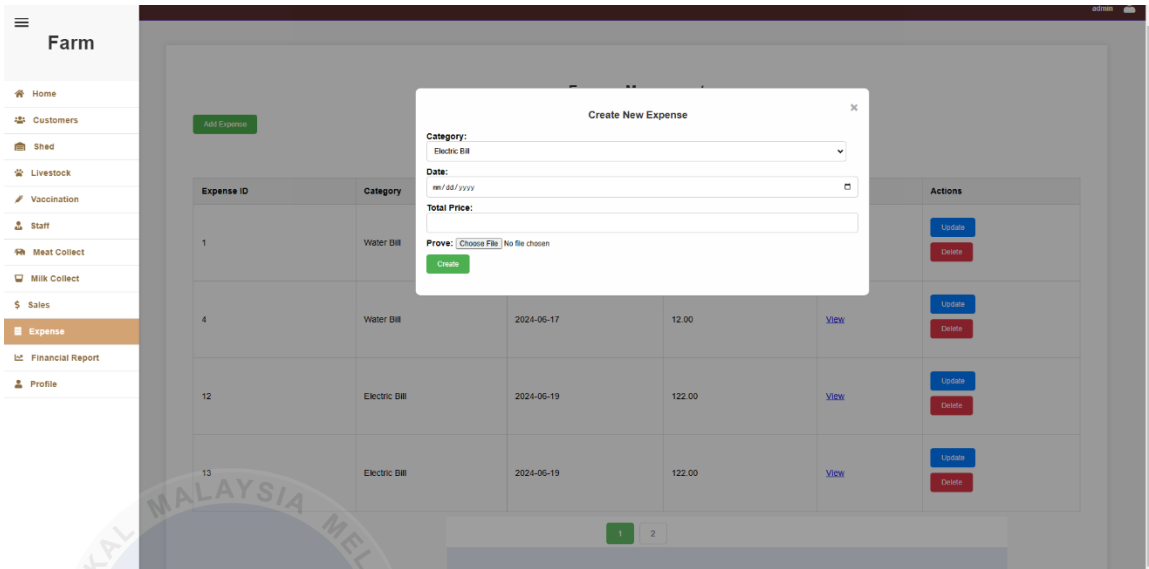 admin
Farm
Home
Customers
Shed
Livestock
Vaccination
Staff
Meat Collect
Milk Collect
$ Sales
Expense
Financial Report
Profile
Add Expense
Create New Expense
×
Category:
Electric Bill
Date:
mm/dd/yyyy
Total Price:
Prove: Choose File No file chosen
Create
Expense ID Category Actions
1 Water Bill Update
Delete
4 Water Bill 2024-06-17 12.00 View Update
Delete
12 Electric Bill 2024-06-19 122.00 View Update
Delete
13 Electric Bill 2024-06-19 122.00 View Update
Delete
1 2
MALAYSIA